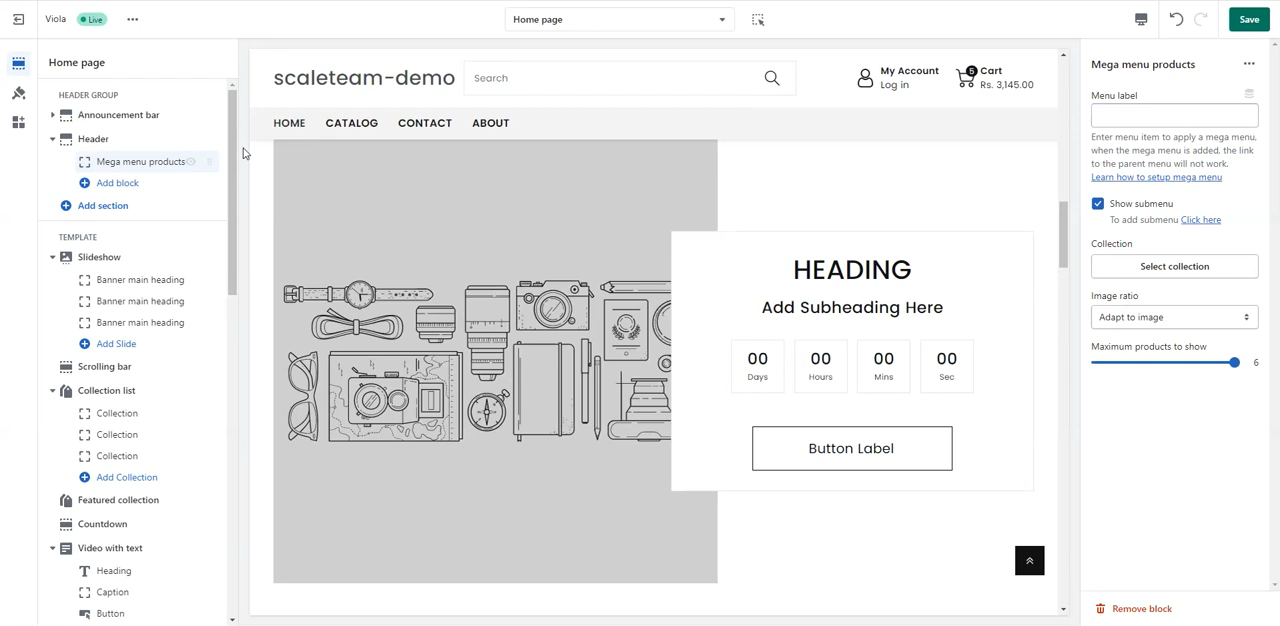 Viola
Live
Home page
Save
Home page
HEADER GROUP
Announcement bar
Header
Mega menu products
Add block
Add section
TEMPLATE
Slideshow
Banner main heading
Banner main heading
Banner main heading
Add Slide
Scrolling bar
Collection list
Collection
Collection
Collection
Add Collection
Featured collection
Countdown
Video with text
Heading
Caption
Button
scaleteam-demo
Search
My Account
Log in
5
Cart
Rs. 3,145.00
HOME
CATALOG
CONTACT
ABOUT
HEADING
Add Subheading Here
00
Days
00
Hours
00
Mins
00
Sec
Button Label
Mega menu products
Menu label
Enter menu item to apply a mega menu,
when the mega menu is added, the link
to the parent menu will not work.
Learn how to setup mega menu
Show submenu
To add submenu Click here
Collection
Select collection
Image ratio
Adapt to image
Maximum products to show
6
Remove block